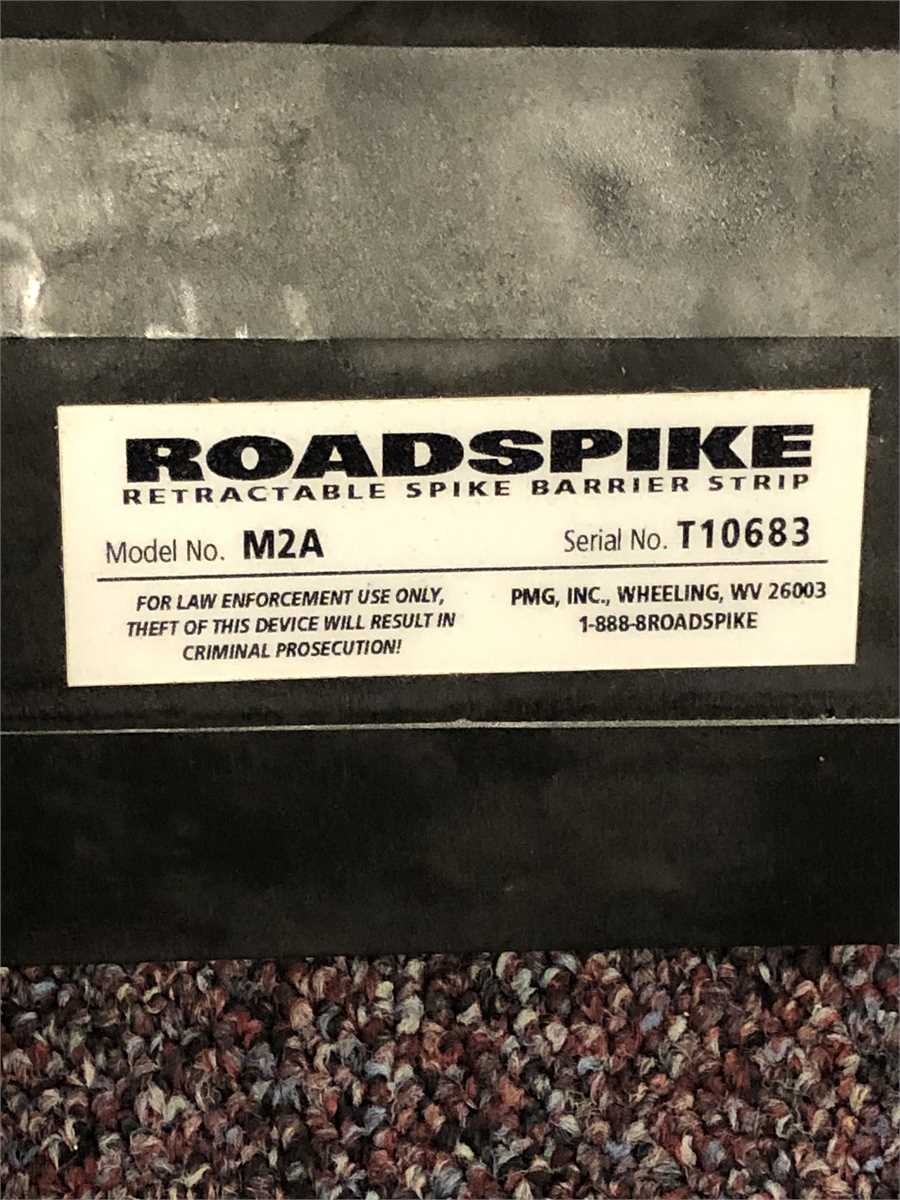 ROADSPIKE
RETRACTABLE SPIKE BARRIER STRIP
Model No. M2A Serial No. T10683
FOR LAW ENFORCEMENT USE ONLY,
THEFT OF THIS DEVICE WILL RESULT IN
CRIMINAL PROSECUTION!
PMG, INC., WHEELING, WV 26003
1-888-8ROADSPIKE